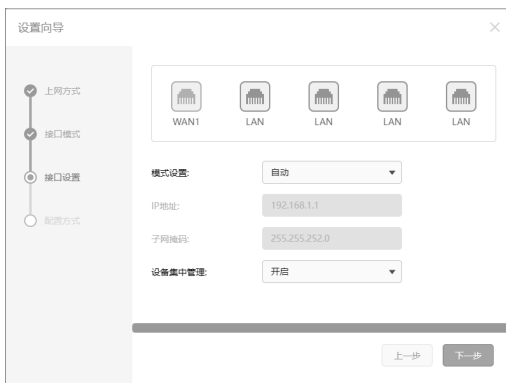 设置向导
上网方式
接口模式
接口设置
配置方式
WAN1 LAN LAN LAN LAN
模式设置: 自动
IP地址: 192.168.1.1
子网掩码: 255.255.252.0
设备集中管理: 开启
上一步 下一步